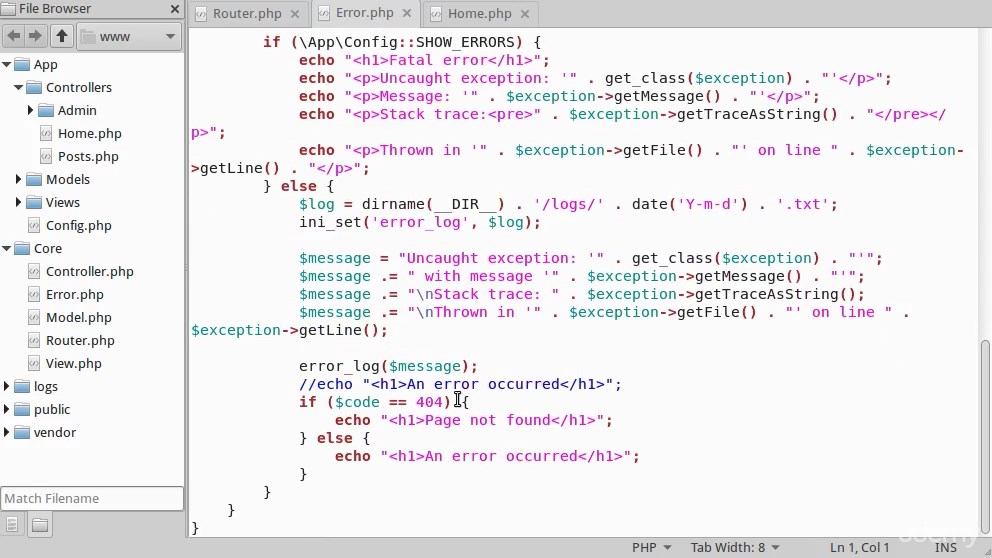 File Browser
www
App
Controllers
Admin
Home.php
Posts.php
Models
Views
Config.php
Core
Controller.php
Error.php
Model.php
Router.php
View.php
logs
public
vendor
Match Filename
Router.php
Error.php
Home.php
if (\App\Config::SHOW_ERRORS) {
echo "<h1>Fatal error</h1>";
echo "<p>Uncaught exception: '" . get_class($exception) . "'</p>";
echo "<p>Message: '" . $exception->getMessage() . "'</p>";
echo "<p>Stack trace:<pre>" . $exception->getTraceAsString() . "</pre></
p>";
echo "<p>Thrown in '" . $exception->getFile() . "' on line " . $exception-
>getLine() . "</p>";
} else {
$log = dirname(__DIR__) . '/logs/' . date('Y-m-d') . '.txt';
ini_set('error_log', $log);
$message = "Uncaught exception: '" . get_class($exception) . "'";
$message .= " with message '" . $exception->getMessage() . "'";
$message .= "\nStack trace: " . $exception->getTraceAsString();
$message .= "\nThrown in '" . $exception->getFile() . "' on line " .
$exception->getLine();
error_log($message);
//echo "<h1>An error occurred</h1>";
if ($code == 404) {
echo "<h1>Page not found</h1>";
} else {
echo "<h1>An error occurred</h1>";
}
}
}
}
udemy
PHP
Tab Width: 8
Ln 1, Col 1
INS